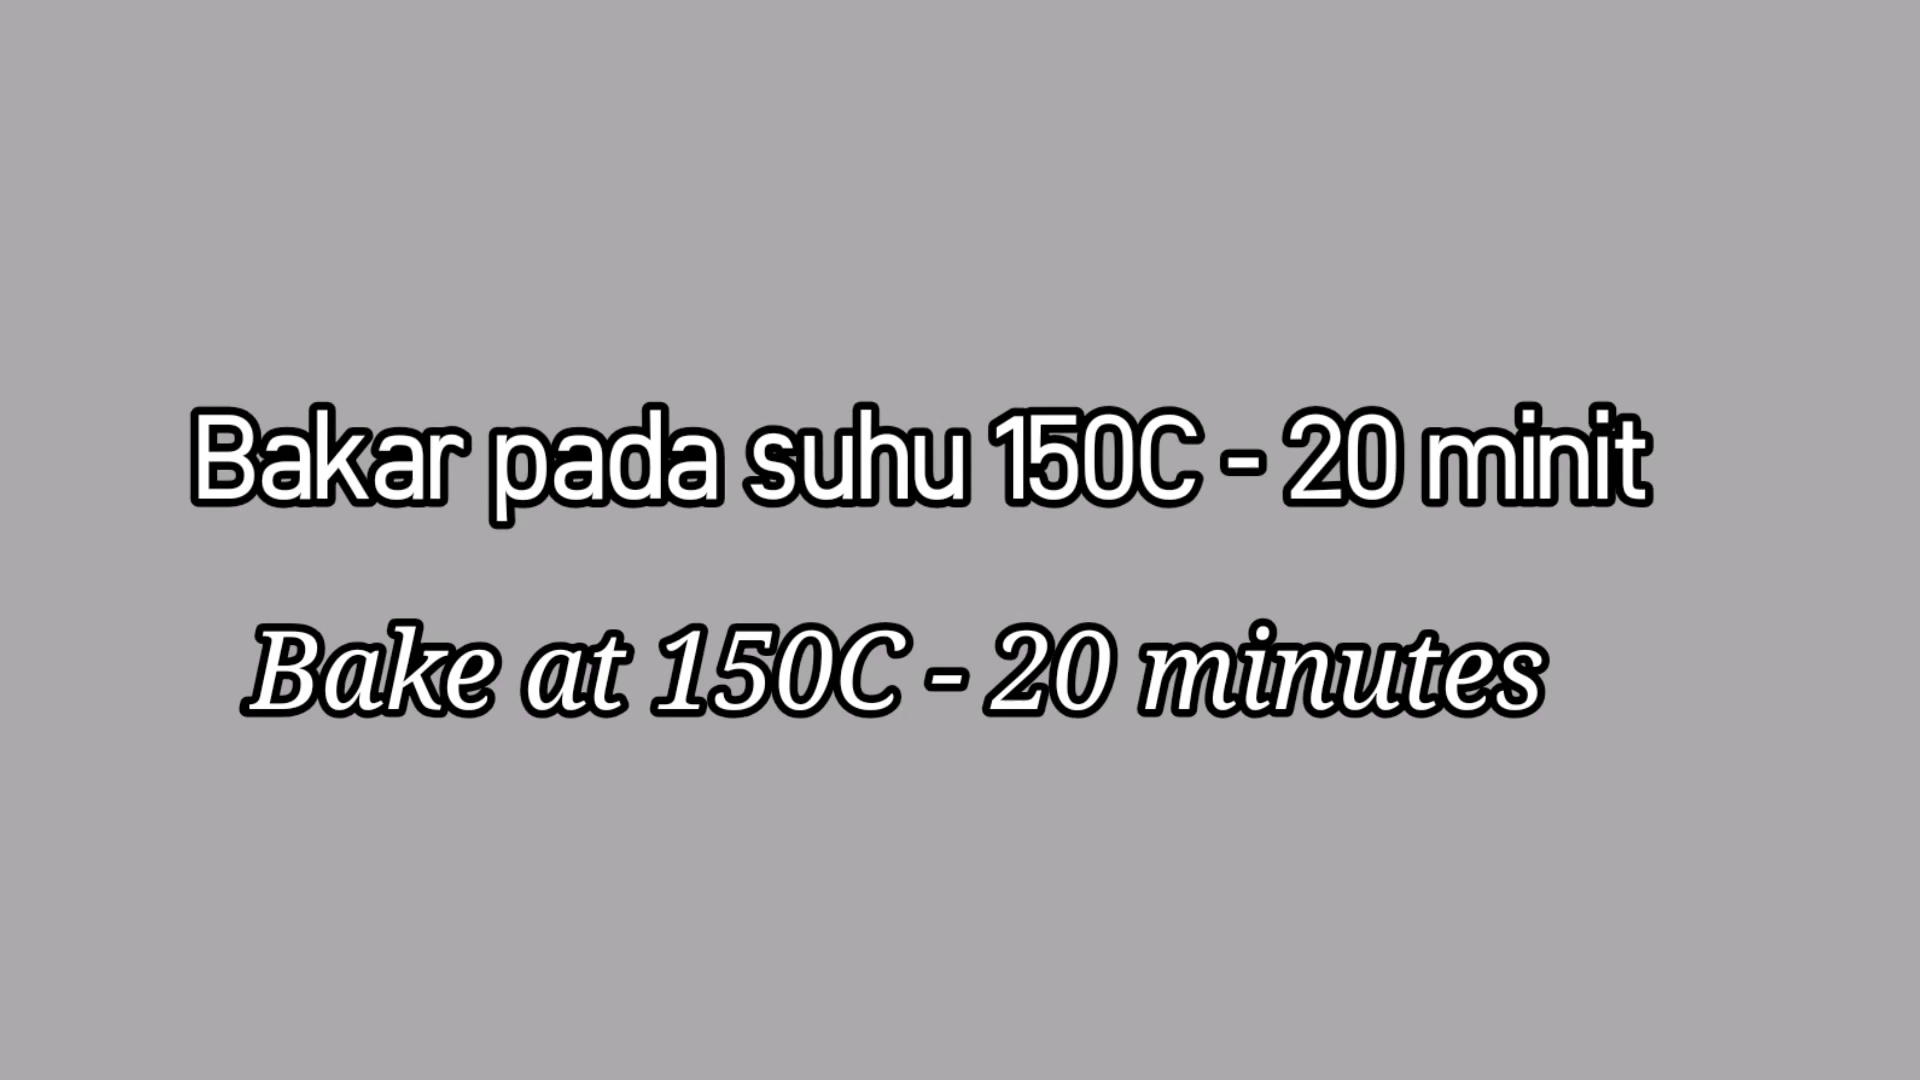 Bakar pada suhu 150C - 20 minit
Bake at 150C - 20 minutes